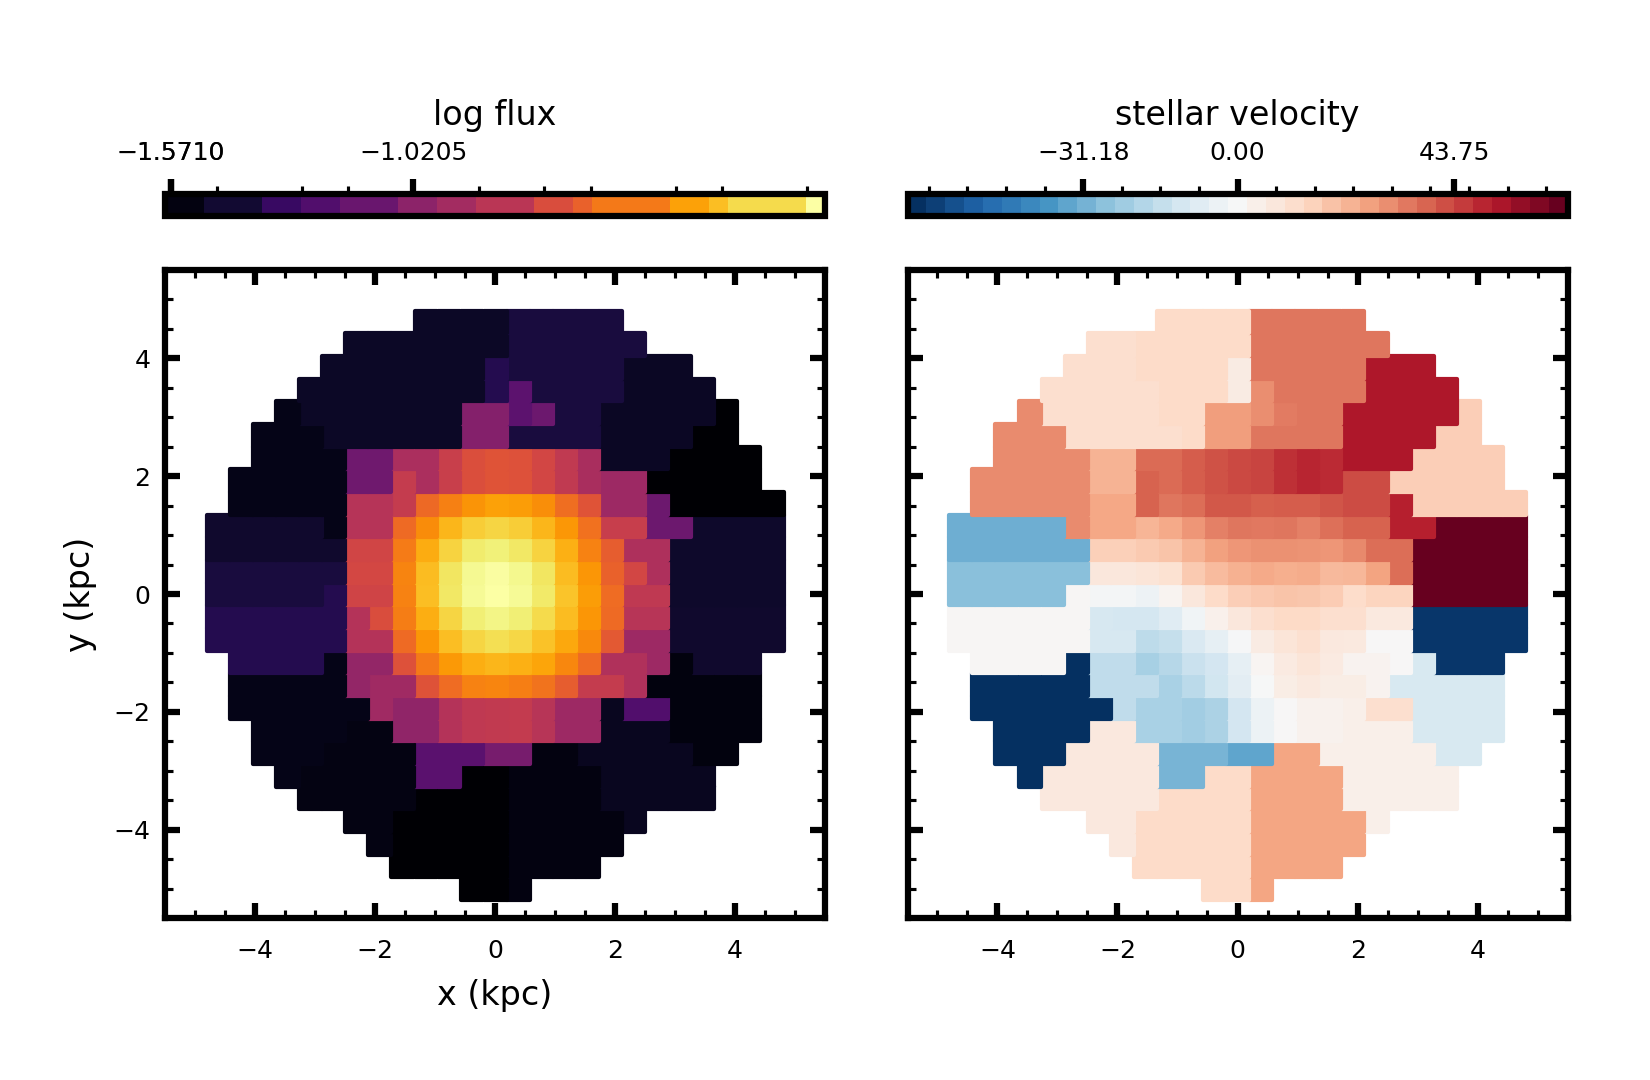 log flux
stellar velocity
−1.5710 −1.0205
−31.18 0.00 43.75
4
2
0
−2
−4
y (kpc)
−4 −2 0 2 4
−4 −2 0 2 4
x (kpc)